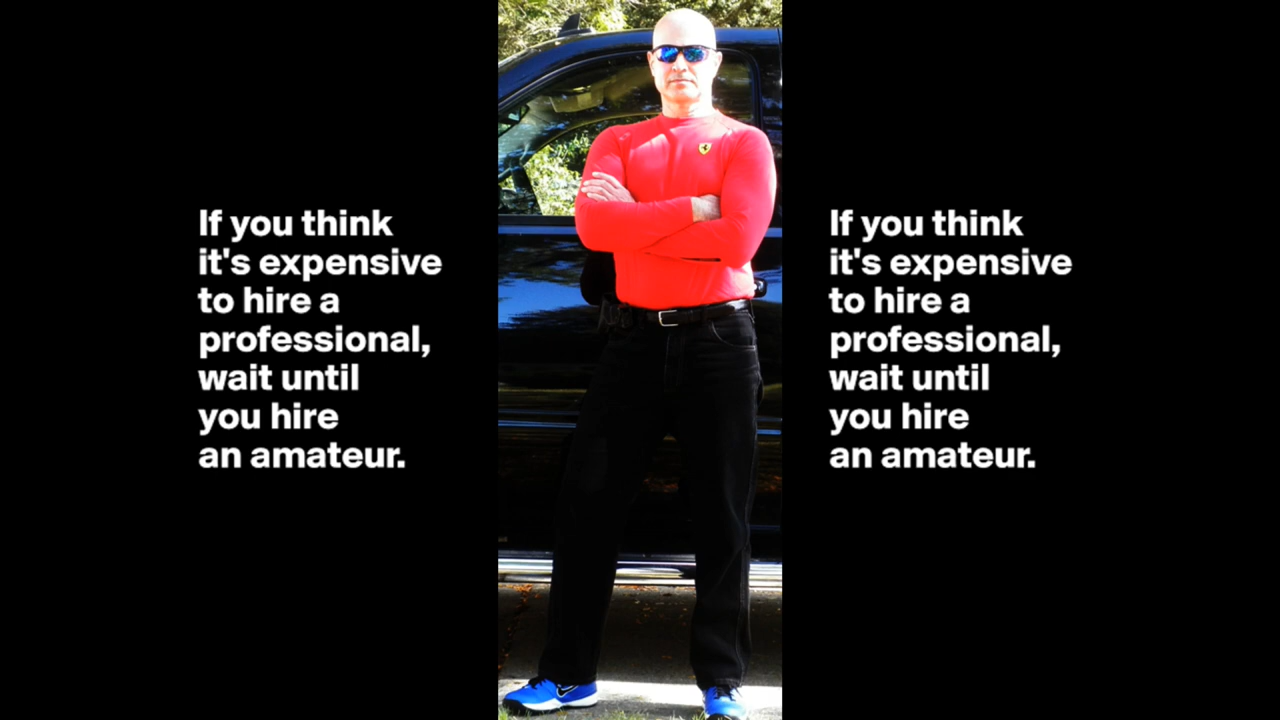 If you think
it's expensive
to hire a
professional,
wait until
you hire
an amateur.
If you think
it's expensive
to hire a
professional,
wait until
you hire
an amateur.